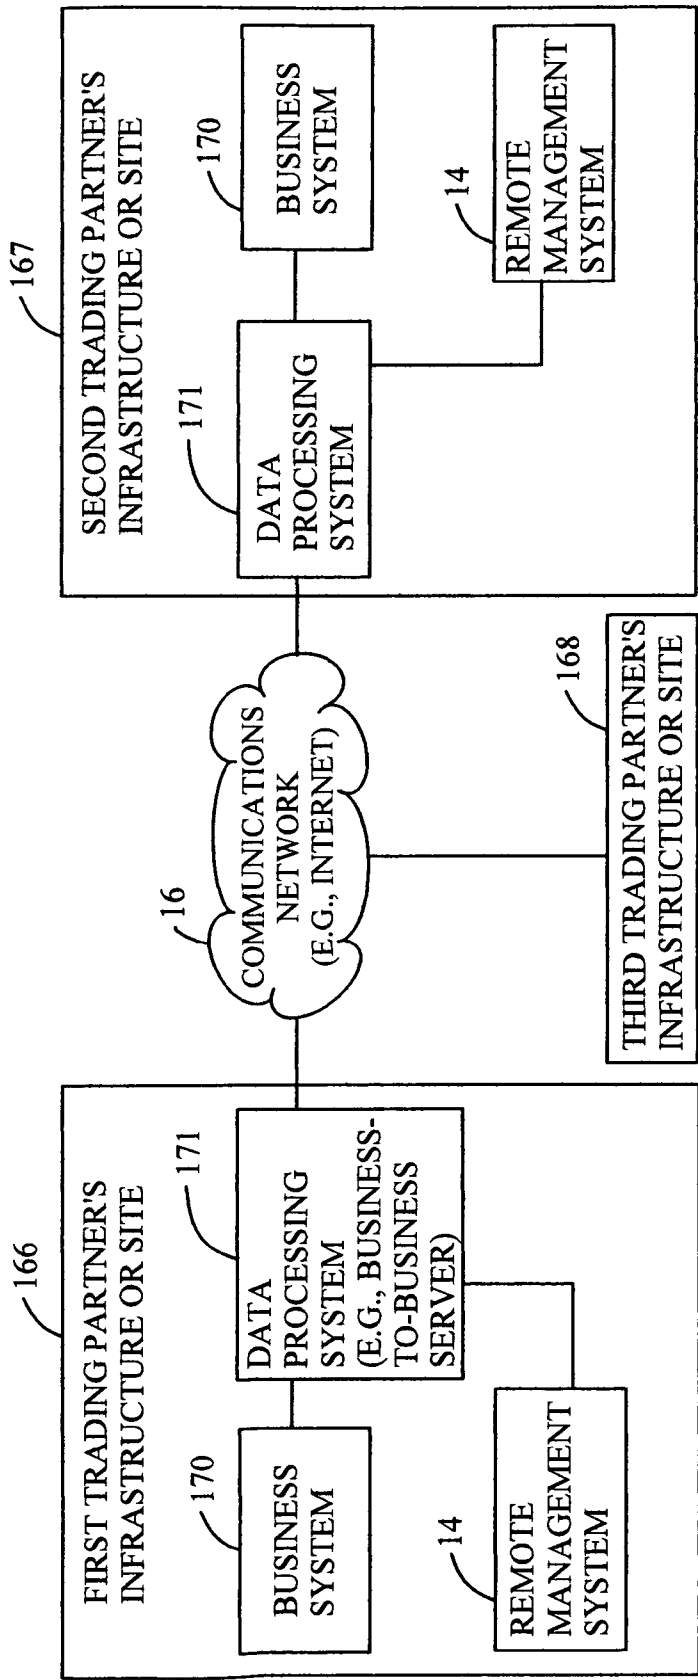 166
FIRST TRADING PARTNER'S
INFRASTRUCTURE OR SITE
170
BUSINESS
SYSTEM
171
DATA
PROCESSING
SYSTEM
(E.G., BUSINESS-
TO-BUSINESS
SERVER)
14
REMOTE
MANAGEMENT
SYSTEM
16
COMMUNICATIONS
NETWORK
(E.G., INTERNET)
168
THIRD TRADING PARTNER'S
INFRASTRUCTURE OR SITE
167
SECOND TRADING PARTNER'S
INFRASTRUCTURE OR SITE
171
DATA
PROCESSING
SYSTEM
170
BUSINESS
SYSTEM
14
REMOTE
MANAGEMENT
SYSTEM